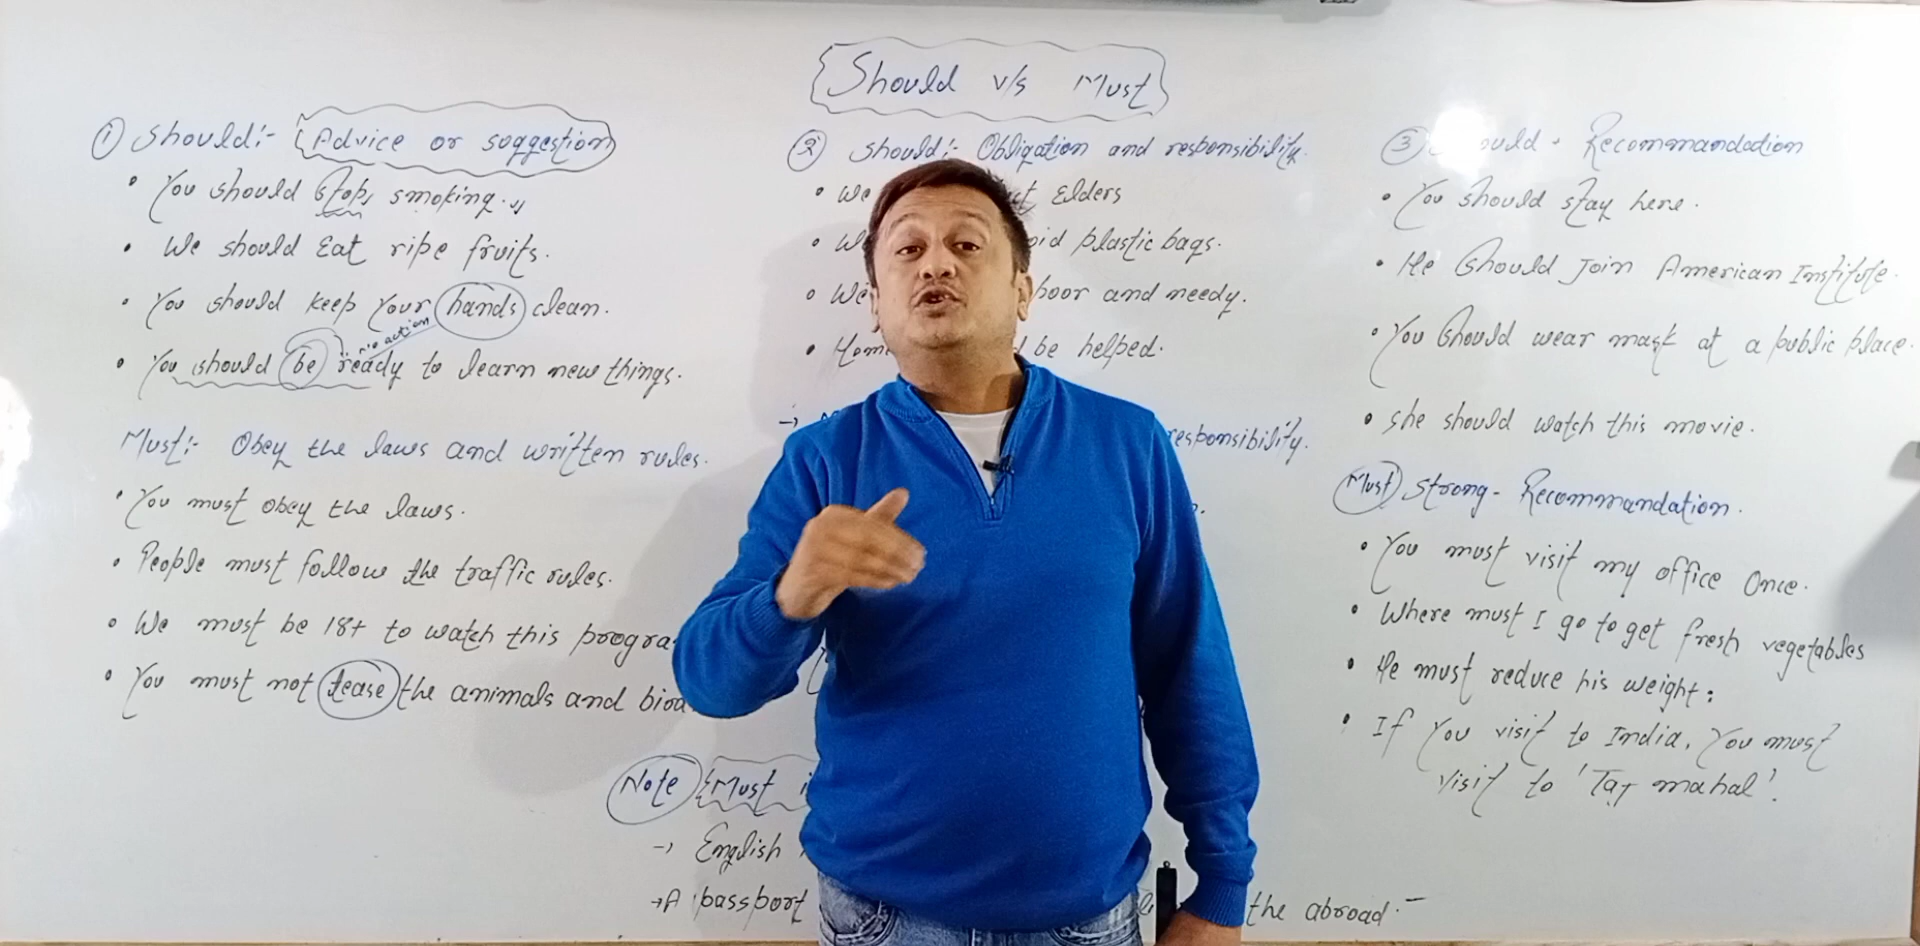 Should v/s Must
① Should:- Advice or soggestion
• You should stop smoking.
• We should Eat ripe fruits.
• You should keep your hands clean.
no action
• You should be ready to learn new things.
Must:- Obey the laws and written rules.
• You must obey the laws.
• People must follow the traffic rules.
• We must be 18+ to watch this
• You must not tease the animals and
② should:- Obligation and responsibility.
• We Elders
• plastic bags.
• poor and needy.
• be helped.
→ responsibility.
③ Recommandation
• You should stay here.
• He should Join American Institute.
• You should wear mask at a public place.
• she should watch this movie.
Must Strong - Recommandation.
• You must visit my office Once.
• Where must I go to get fresh vegetables
• He must reduce his weight:
• If You visit to India, You must
visit to 'Taj mahal'.
Note Must
→ English
→ A passport the abroad.-